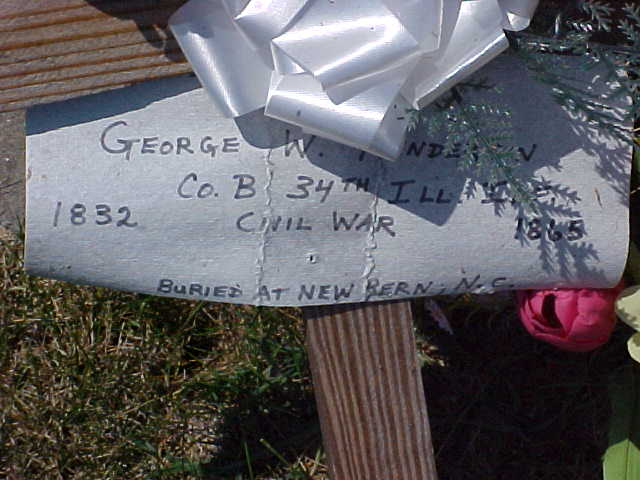 GEORGE W.
CO. B 34TH ILL. I.
1832 CIVIL WAR 1865
BURIED AT NEW BERN, N.C.